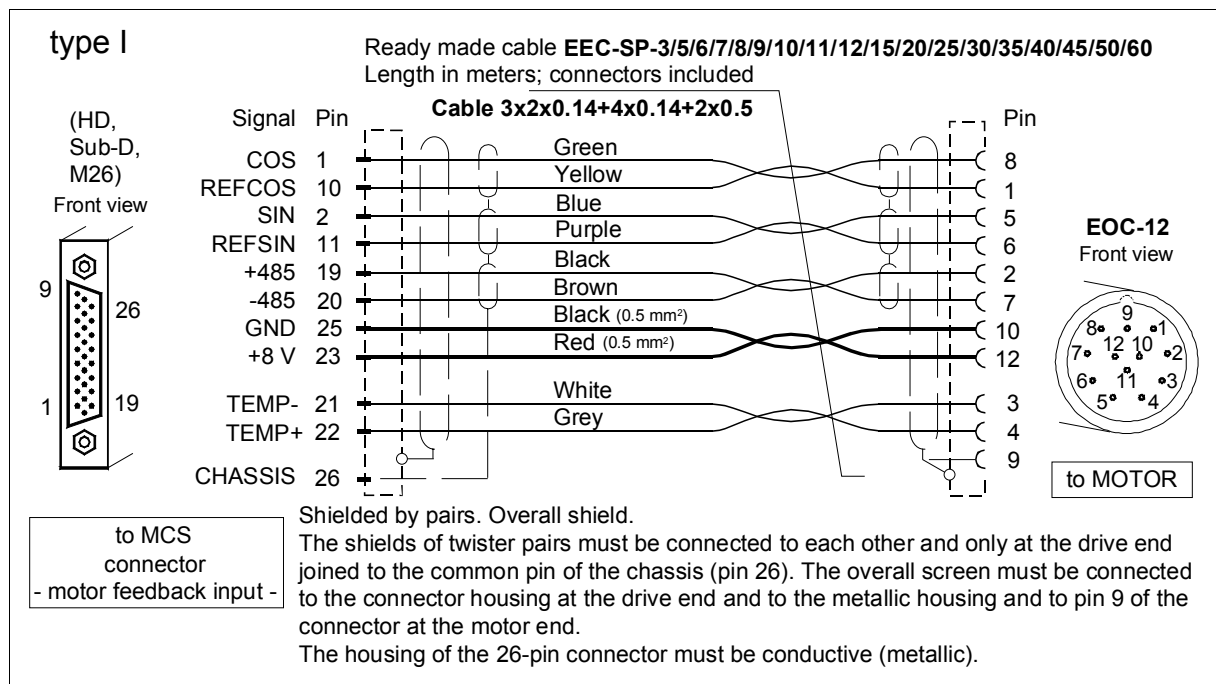 type I
Ready made cable EEC-SP-3/5/6/7/8/9/10/11/12/15/20/25/30/35/40/45/50/60
Length in meters; connectors included
Cable 3x2x0.14+4x0.14+2x0.5
(HD,
Sub-D,
M26)
Front view
9
26
1
19
Signal Pin
Pin
COS 1 Green 8
REFCOS 10 Yellow 1
SIN 2 Blue 5
REFSIN 11 Purple 6
+485 19 Black 2
-485 20 Brown 7
GND 25 Black (0.5 mm²) 10
+8 V 23 Red (0.5 mm²) 12
TEMP- 21 White 3
TEMP+ 22 Grey 4
9
CHASSIS 26
EOC-12
Front view
9
8 1
12 10
7 2
11
6 3
5 4
to MOTOR
to MCS
connector
- motor feedback input -
Shielded by pairs. Overall shield.
The shields of twister pairs must be connected to each other and only at the drive end
joined to the common pin of the chassis (pin 26). The overall screen must be connected
to the connector housing at the drive end and to the metallic housing and to pin 9 of the
connector at the motor end.
The housing of the 26-pin connector must be conductive (metallic).